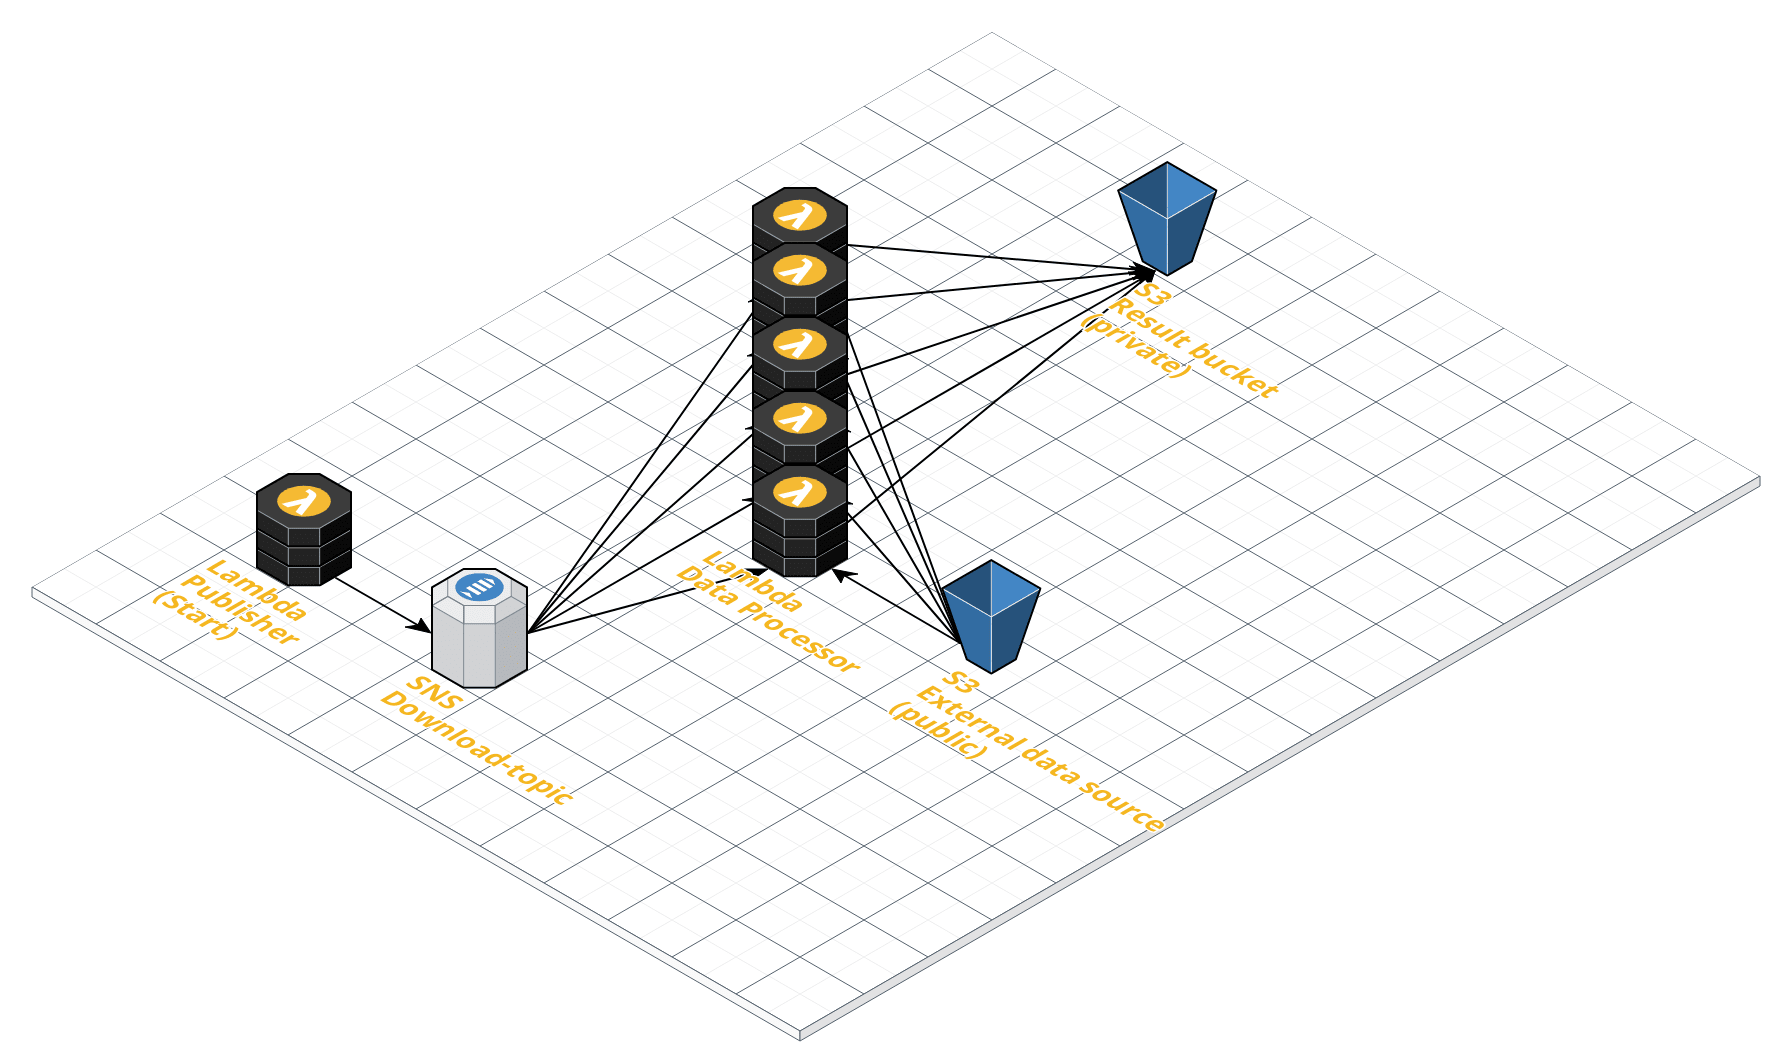 Lambda
Publisher
(Start)
SNS
Download-topic
Lambda
Data Processor
S3
External data source
(public)
S3
Result bucket
(private)